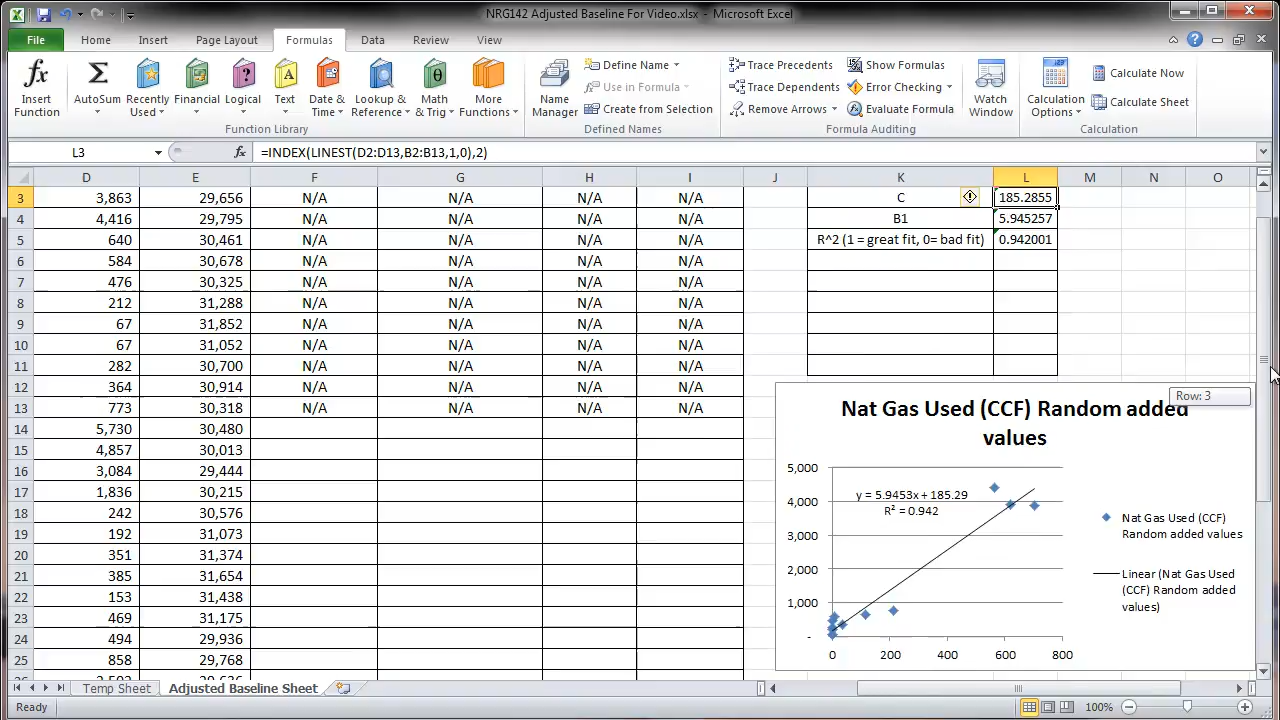 NRG142 Adjusted Baseline For Video.xlsx - Microsoft Excel
File Home Insert Page Layout Formulas Data Review View
Insert Function
AutoSum
Recently Used
Financial
Logical
Text
Date & Time
Lookup & Reference
Math & Trig
More Functions
Function Library
Name Manager
Define Name
Use in Formula
Create from Selection
Defined Names
Trace Precedents
Trace Dependents
Remove Arrows
Show Formulas
Error Checking
Evaluate Formula
Formula Auditing
Watch Window
Calculation Options
Calculate Now
Calculate Sheet
Calculation
L3 fx =INDEX(LINEST(D2:D13,B2:B13,1,0),2)
D E F G H I J K L M N O
3 3,863 29,656 N/A N/A N/A N/A C 185.2855
4 4,416 29,795 N/A N/A N/A N/A B1 5.945257
5 640 30,461 N/A N/A N/A N/A R^2 (1 = great fit, 0= bad fit) 0.942001
6 584 30,678 N/A N/A N/A N/A
7 476 30,325 N/A N/A N/A N/A
8 212 31,288 N/A N/A N/A N/A
9 67 31,852 N/A N/A N/A N/A
10 67 31,052 N/A N/A N/A N/A
11 282 30,700 N/A N/A N/A N/A
12 364 30,914 N/A N/A N/A N/A
13 773 30,318 N/A N/A N/A N/A
14 5,730 30,480
15 4,857 30,013
16 3,084 29,444
17 1,836 30,215
18 242 30,576
19 192 31,073
20 351 31,374
21 385 31,654
22 153 31,438
23 469 31,175
24 494 29,936
25 858 29,768
Row: 3
Nat Gas Used (CCF) Random added
values
5,000
4,000
3,000
2,000
1,000
-
0 200 400 600 800
y = 5.9453x + 185.29
R² = 0.942
Nat Gas Used (CCF)
Random added values
Linear (Nat Gas Used
(CCF) Random added
values)
Temp Sheet Adjusted Baseline Sheet
Ready 100%